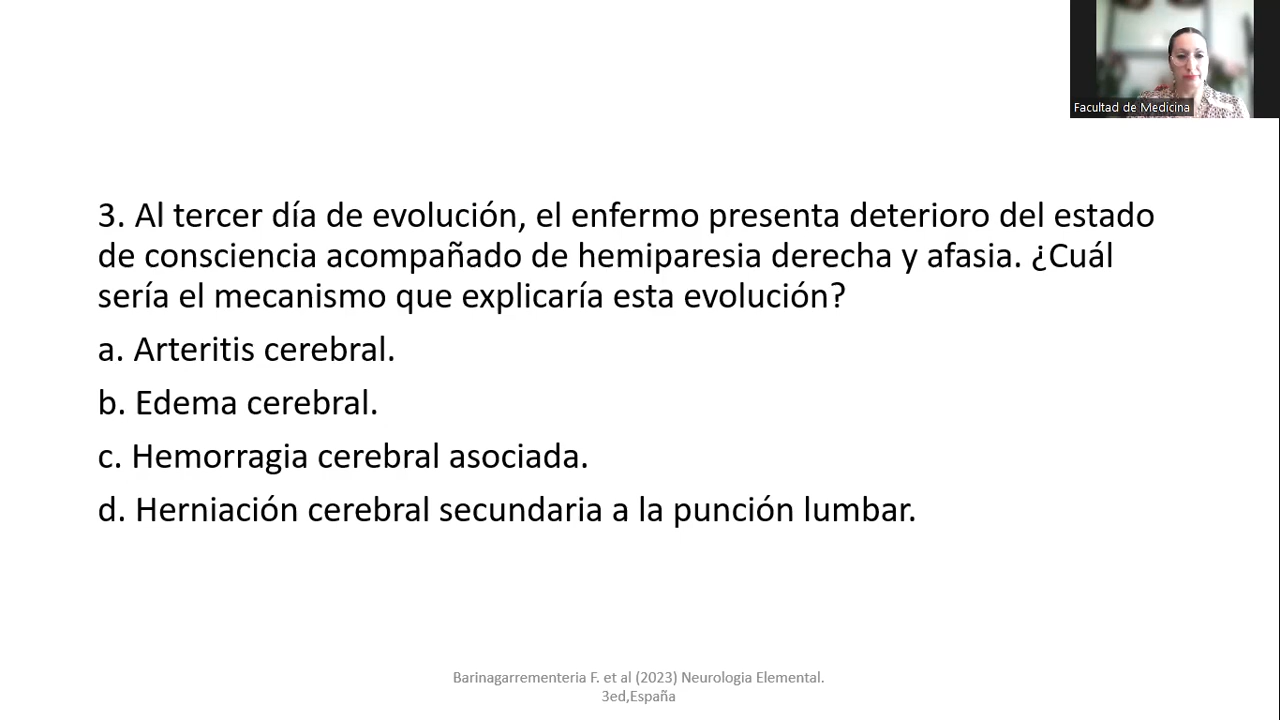 Facultad de Medicina
3. Al tercer día de evolución, el enfermo presenta deterioro del estado
de consciencia acompañado de hemiparesia derecha y afasia. ¿Cuál
sería el mecanismo que explicaría esta evolución?
a. Arteritis cerebral.
b. Edema cerebral.
c. Hemorragia cerebral asociada.
d. Herniación cerebral secundaria a la punción lumbar.
Barinagarrementeria F. et al (2023) Neurologia Elemental.
3ed,España